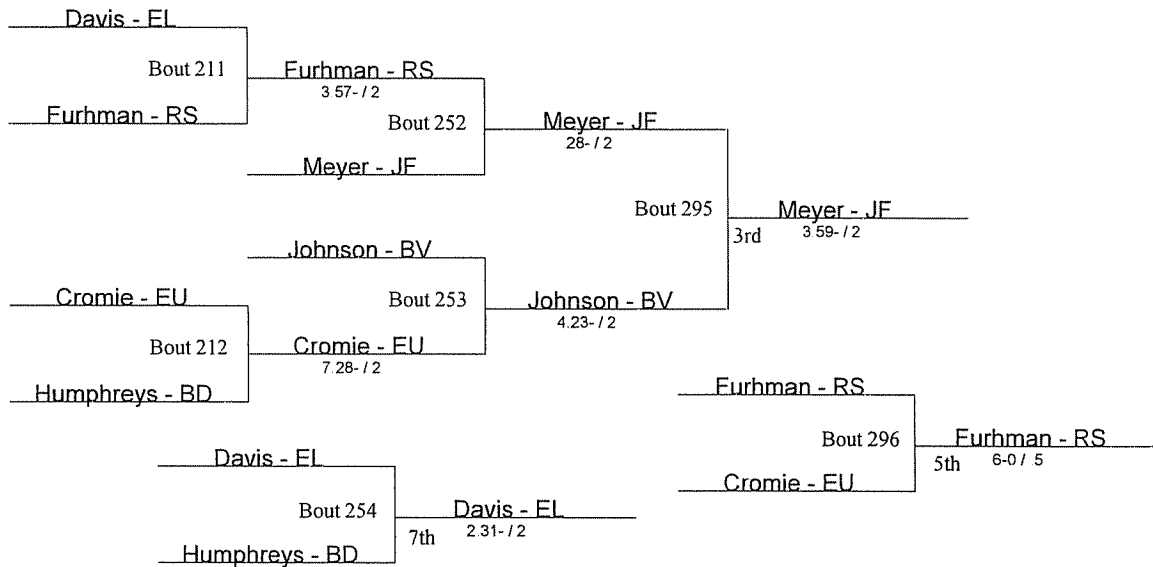 Davis - EL
Bout 211
Furhman - RS
3.57- / 2
Furhman - RS
Bout 252
Meyer - JF
28- / 2
Meyer - JF
Bout 295
Meyer - JF
3rd
3.59- / 2
Johnson - BV
Cromie - EU
Bout 253
Johnson - BV
4.23- / 2
Bout 212
Cromie - EU
7.28- / 2
Humphreys - BD
Furhman - RS
Bout 296
Furhman - RS
5th
6-0 / .5
Cromie - EU
Davis - EL
Bout 254
Davis - EL
7th
2.31- / 2
Humphreys - BD